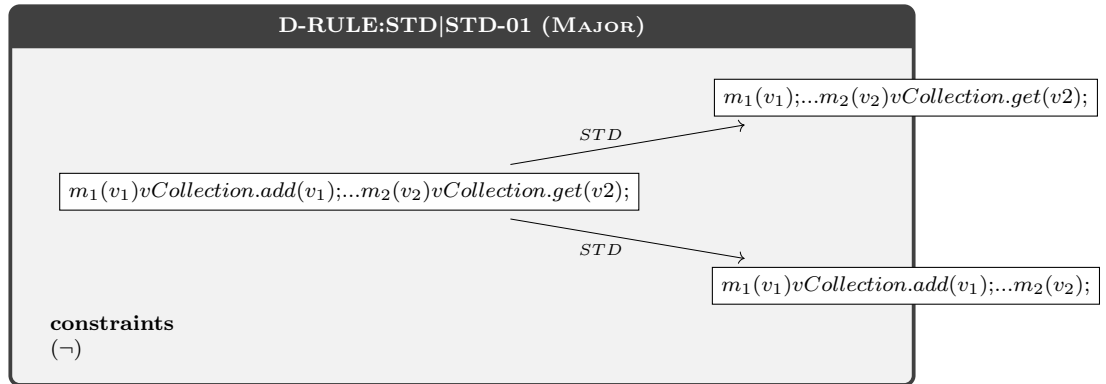 D-RULE:STD|STD-01 (MAJOR)
m₁(v₁);...m₂(v₂)vCollection.get(v2);
STD
m₁(v₁)vCollection.add(v₁);...m₂(v₂)vCollection.get(v2);
STD
m₁(v₁)vCollection.add(v₁);...m₂(v₂);
constraints
(¬)